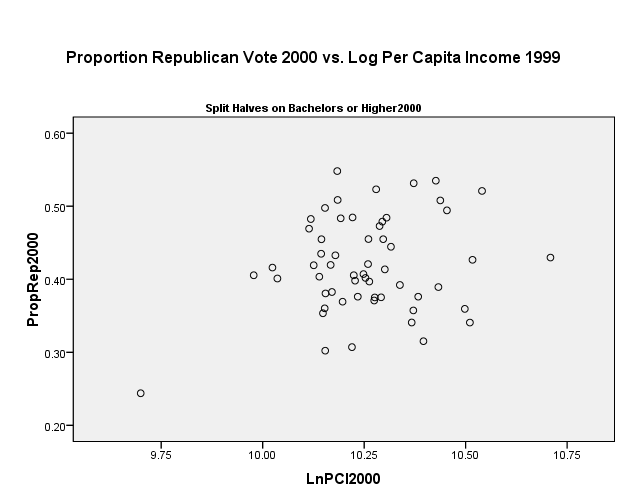 Proportion Republican Vote 2000 vs. Log Per Capita Income 1999
Split Halves on Bachelors or Higher2000
0.60
0.50
0.40
0.30
0.20
PropRep2000
9.75 10.00 10.25 10.50 10.75
LnPCI2000